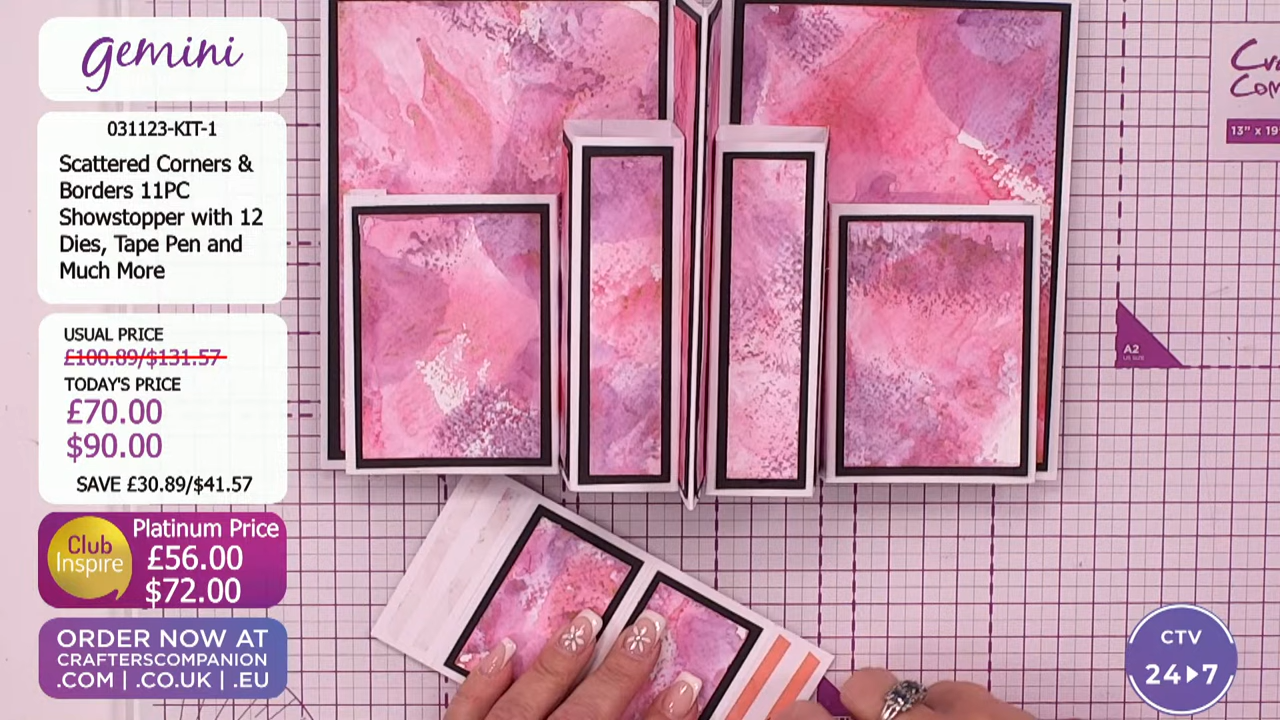 gemini
031123-KIT-1
Scattered Corners &
Borders 11PC
Showstopper with 12
Dies, Tape Pen and
Much More
USUAL PRICE
£100.89/$131.57
TODAY'S PRICE
£70.00
$90.00
SAVE £30.89/$41.57
Club
Inspire
Platinum Price
£56.00
$72.00
ORDER NOW AT
CRAFTERSCOMPANION
.COM | .CO.UK | .EU
A2
13" x 19
CTV
24▶7